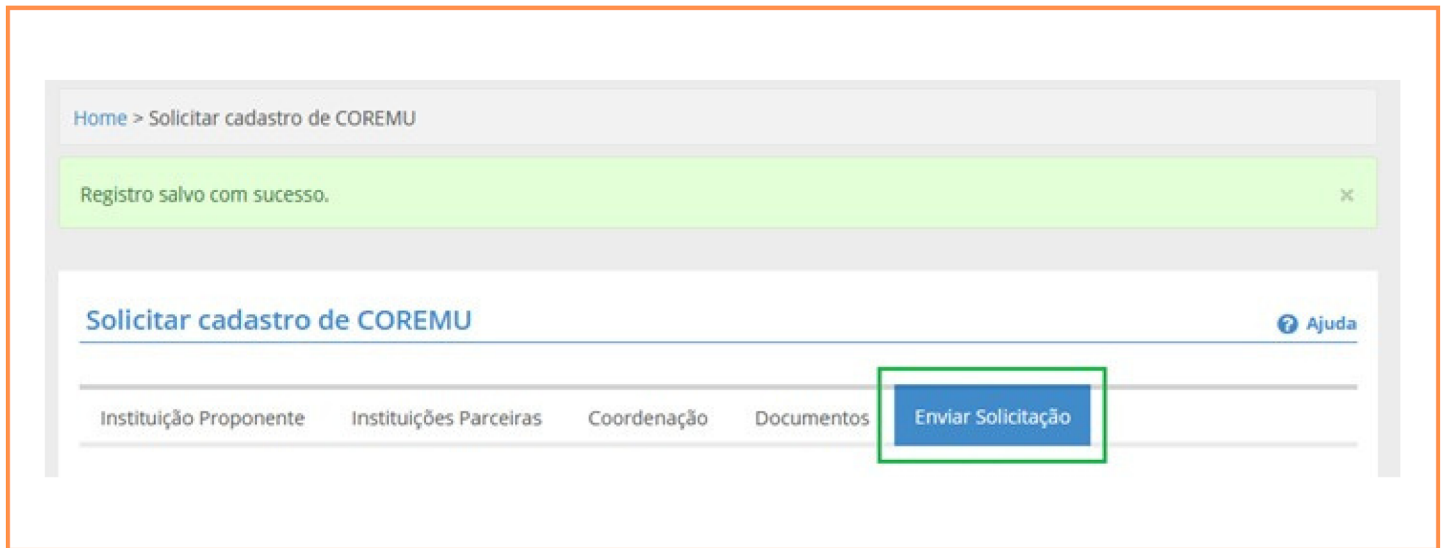 Home > Solicitar cadastro de COREMU
Registro salvo com sucesso. ×
Solicitar cadastro de COREMU
Ajuda
Instituição Proponente Instituições Parceiras Coordenação Documentos Enviar Solicitação